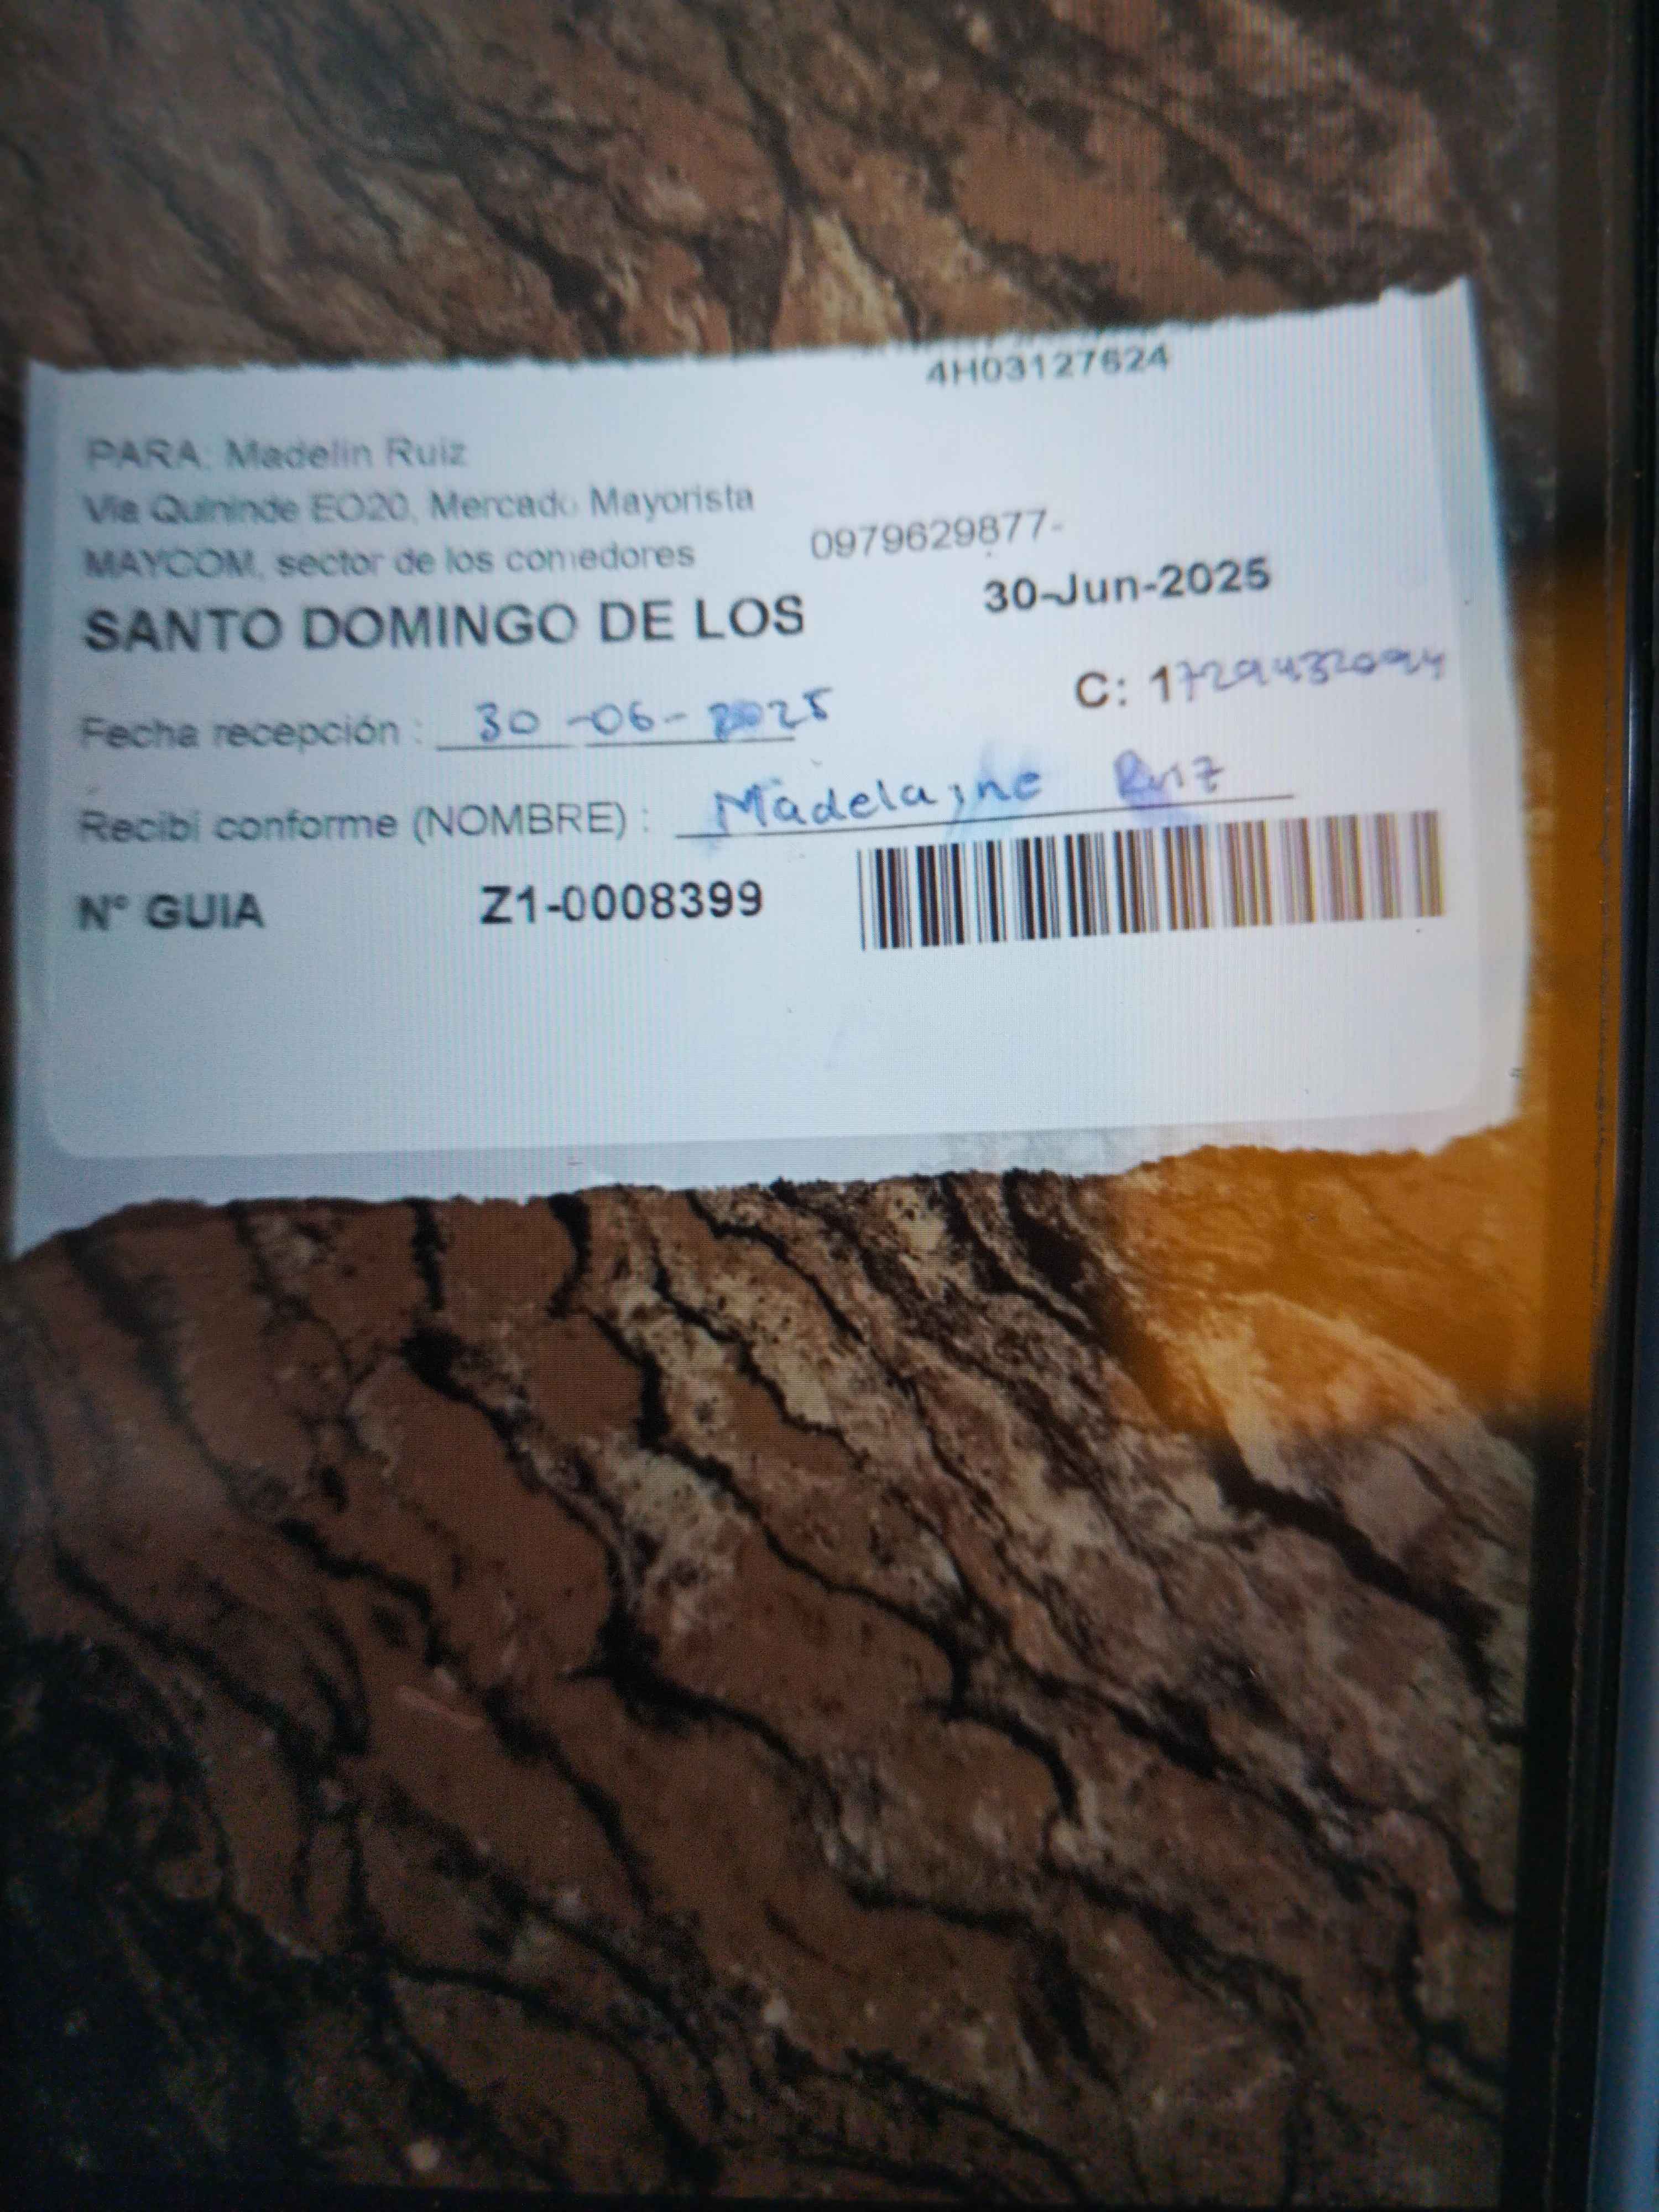 4H03127624
PARA: Madelin Ruiz
Via Quininde EO20, Mercado Mayorista
MAYCOM, sector de los comedores 0979629877-
SANTO DOMINGO DE LOS 30-Jun-2025
C: 1729432094
Fecha recepción : 30-06-2025
Recibí conforme (NOMBRE) : Madelayne Ruiz
N° GUIA Z1-0008399